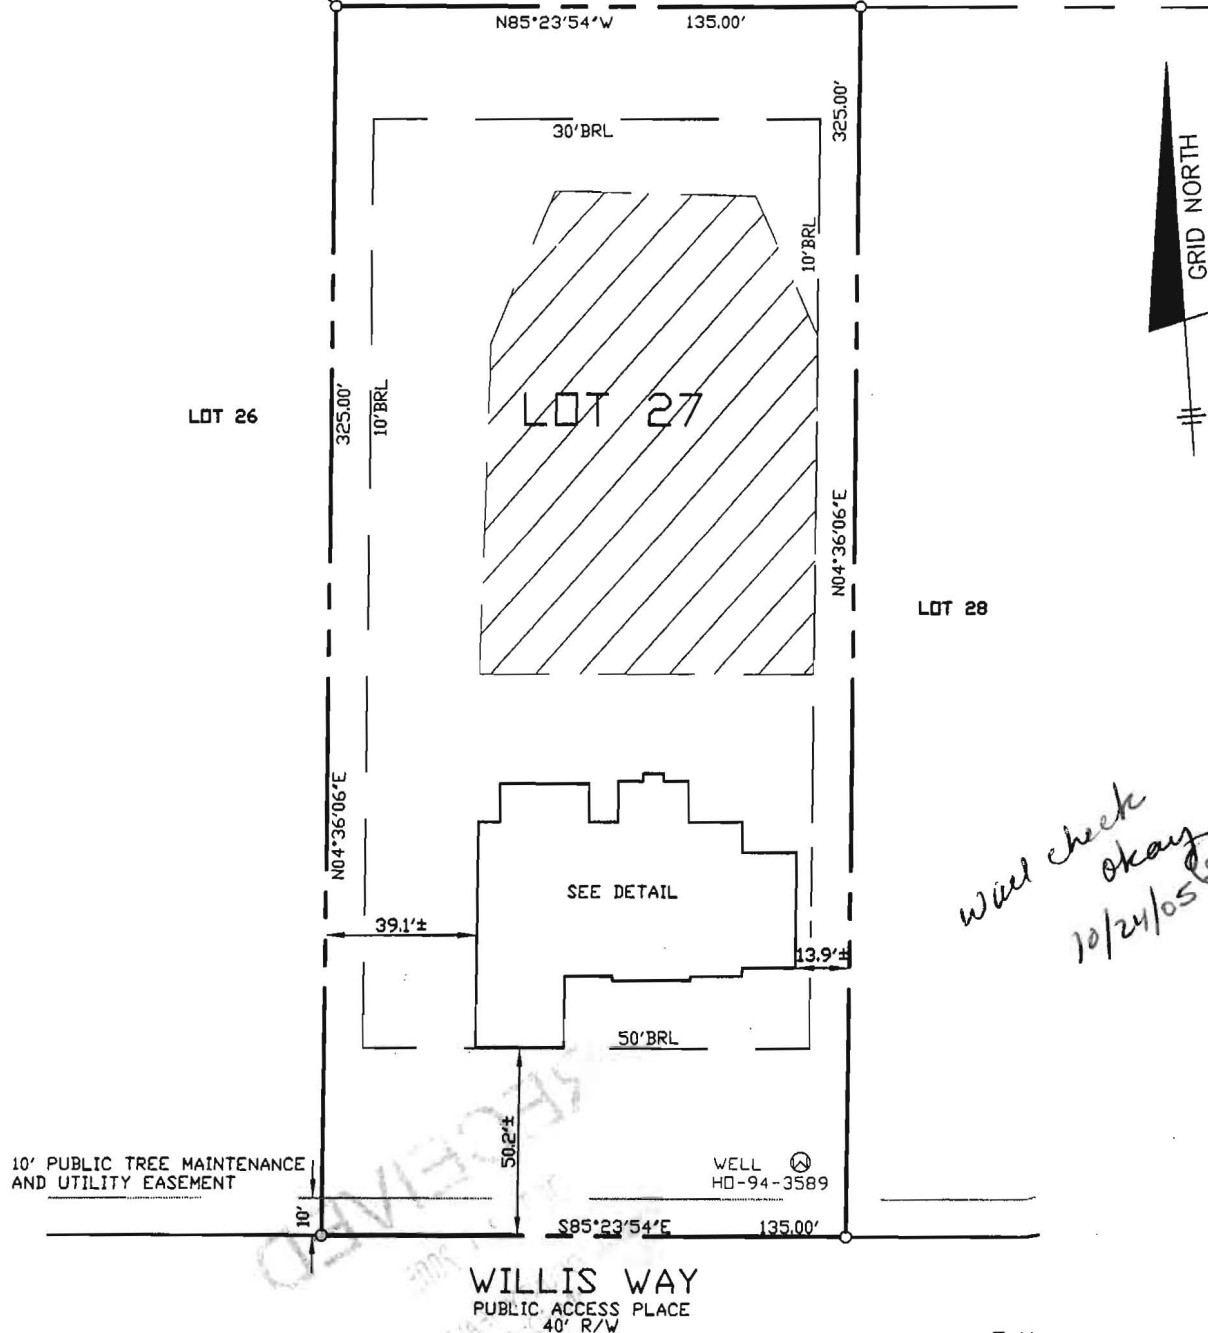 N85°23'54"W 135.00'
325.00'
30'BRL
GRID NORTH
10'BRL
LOT 26
325.00'
10'BRL
LOT 27
N04°36'06"E
LOT 28
N04°36'06"E
wall check
okay
10/24/05
SEE DETAIL
39.1'±
13.9'±
50'BRL
RECEIVED
50.2'±
10' PUBLIC TREE MAINTENANCE
AND UTILITY EASEMENT
WELL W
HO-94-3589
10'
S85°23'54"E 135.00'
WILLIS WAY
PUBLIC ACCESS PLACE
40' R/W